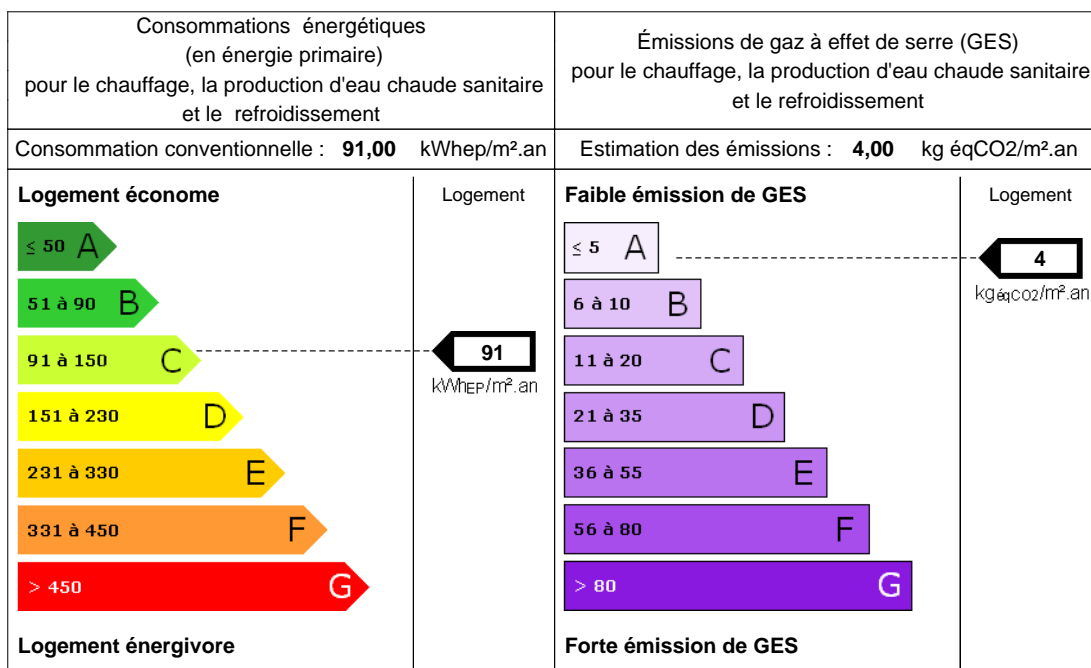 Consommations énergétiques
(en énergie primaire)
pour le chauffage, la production d'eau chaude sanitaire
et le refroidissement
Émissions de gaz à effet de serre (GES)
pour le chauffage, la production d'eau chaude sanitaire
et le refroidissement
Consommation conventionnelle : 91,00 kWhep/m².an
Estimation des émissions : 4,00 kg éqCO2/m².an
Logement économe
Logement
≤ 50 A
51 à 90 B
91 à 150 C
151 à 230 D
231 à 330 E
331 à 450 F
> 450 G
91
kWhEP/m².an
Logement énergivore
Faible émission de GES
Logement
≤ 5 A
6 à 10 B
11 à 20 C
21 à 35 D
36 à 55 E
56 à 80 F
> 80 G
4
kgéqCO2/m².an
Forte émission de GES